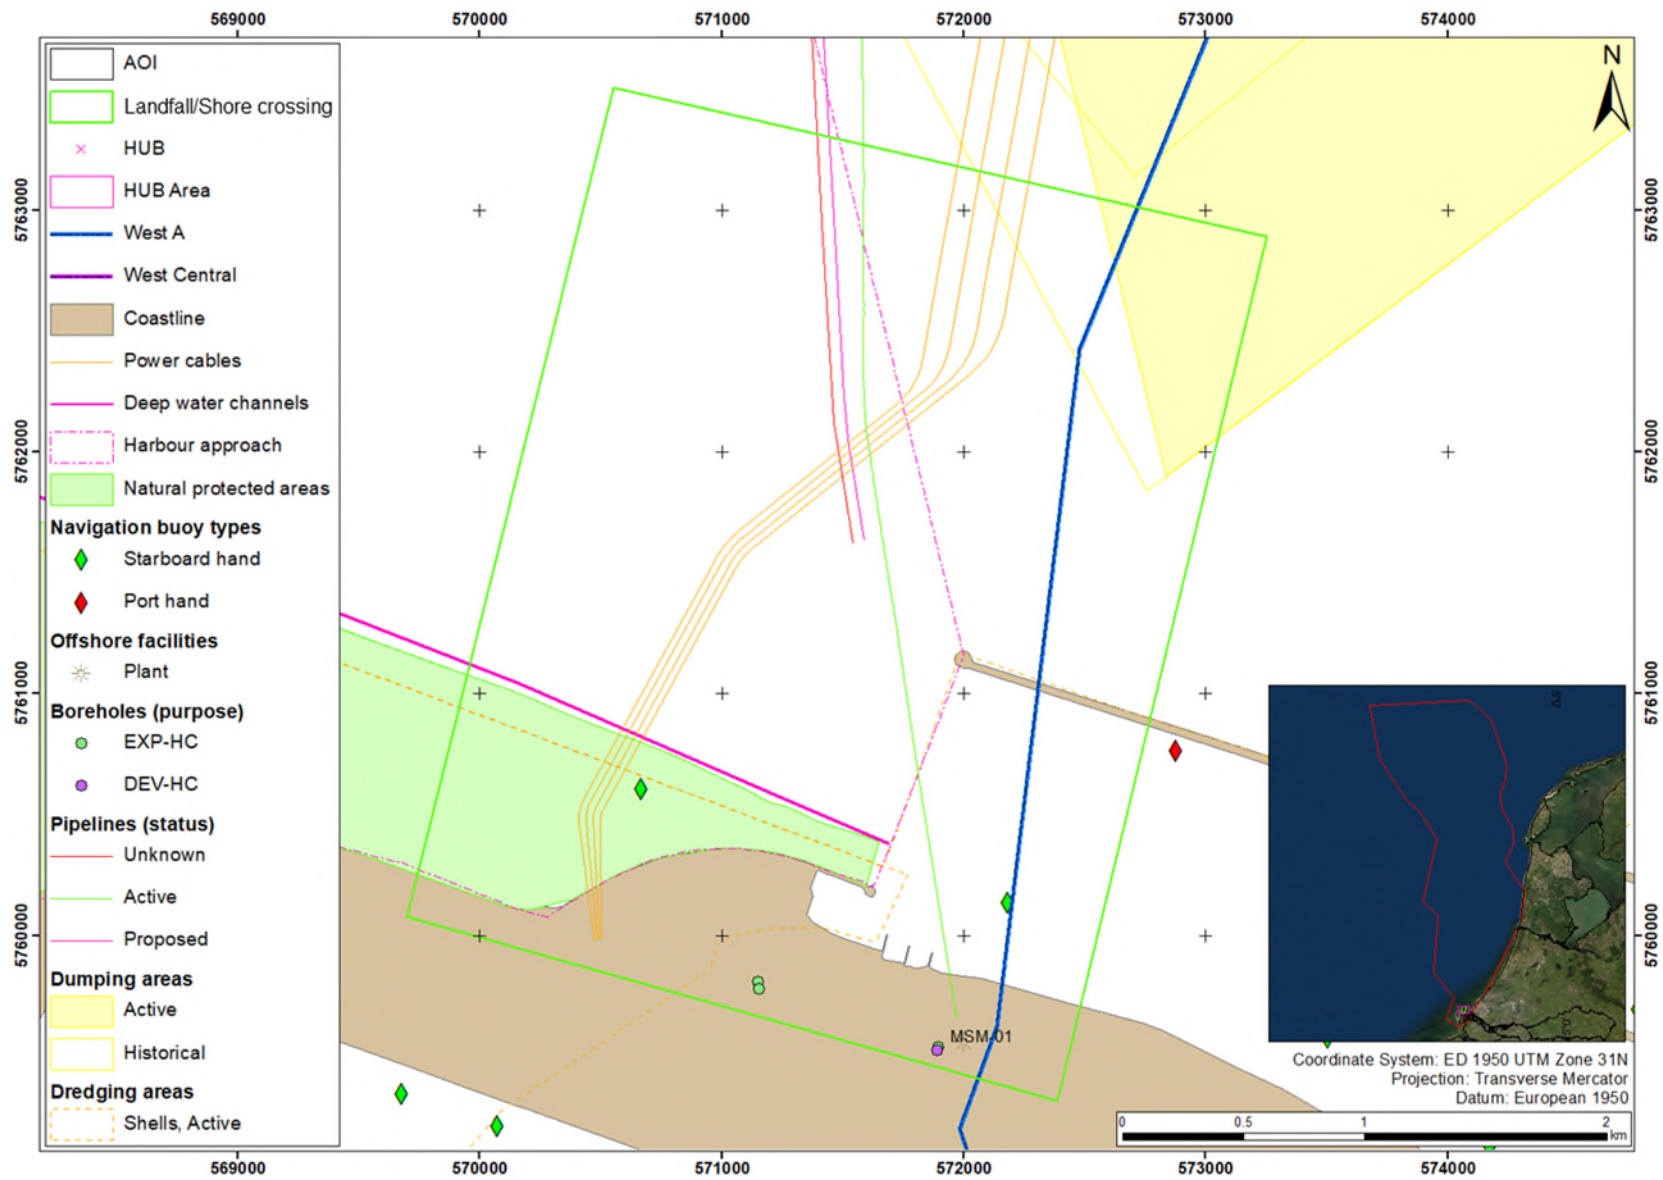 569000 570000 571000 572000 573000 574000
N
AOI
Landfall/Shore crossing
HUB
HUB Area
West A
West Central
Coastline
Power cables
Deep water channels
Harbour approach
Natural protected areas
Navigation buoy types
Starboard hand
Port hand
Offshore facilities
Plant
Boreholes (purpose)
EXP-HC
DEV-HC
Pipelines (status)
Unknown
Active
Proposed
Dumping areas
Active
Historical
Dredging areas
Shells, Active
5763000
5762000
5761000
5760000
5763000
5762000
5761000
5760000
MSM-01
Coordinate System: ED 1950 UTM Zone 31N
Projection: Transverse Mercator
Datum: European 1950
0 0.5 1 2
km
569000 570000 571000 572000 573000 574000